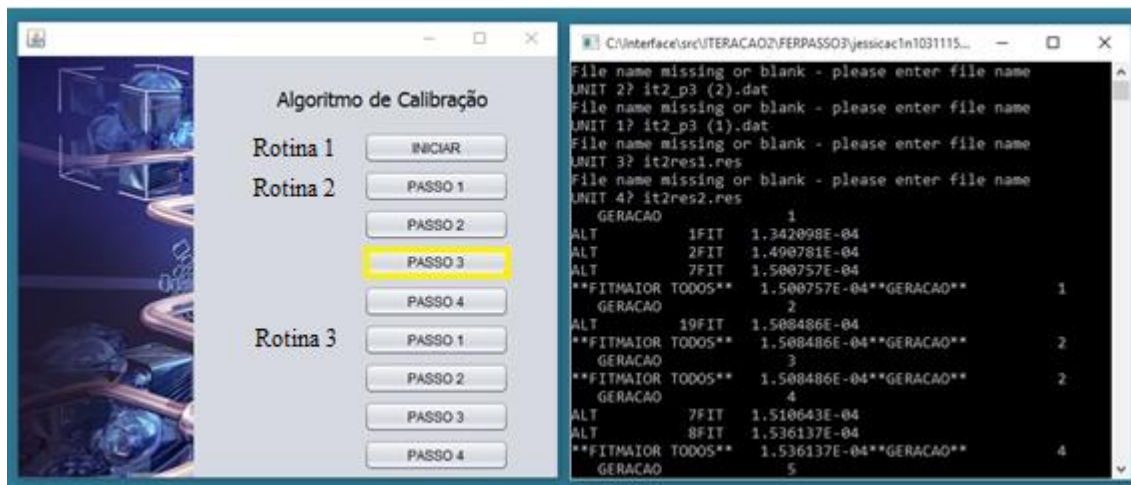 Algoritmo de Calibração
Rotina 1
INICIAR
Rotina 2
PASSO 1
PASSO 2
PASSO 3
PASSO 4
Rotina 3
PASSO 1
PASSO 2
PASSO 3
PASSO 4
C:\Interface\src\ITERACAO2\FERPASSO3\jessicac1n1031115...
File name missing or blank - please enter file name
UNIT 2? it2_p3 (2).dat
File name missing or blank - please enter file name
UNIT 1? it2_p3 (1).dat
File name missing or blank - please enter file name
UNIT 3? it2res1.res
File name missing or blank - please enter file name
UNIT 4? it2res2.res
GERACAO 1
ALT 1FIT 1.342098E-04
ALT 2FIT 1.490781E-04
ALT 7FIT 1.500757E-04
**FITMAIOR TODOS** 1.500757E-04**GERACAO** 1
GERACAO 2
ALT 19FIT 1.508486E-04
**FITMAIOR TODOS** 1.508486E-04**GERACAO** 2
GERACAO 3
**FITMAIOR TODOS** 1.508486E-04**GERACAO** 2
GERACAO 4
ALT 7FIT 1.510643E-04
ALT 8FIT 1.536137E-04
**FITMAIOR TODOS** 1.536137E-04**GERACAO** 4
GERACAO 5